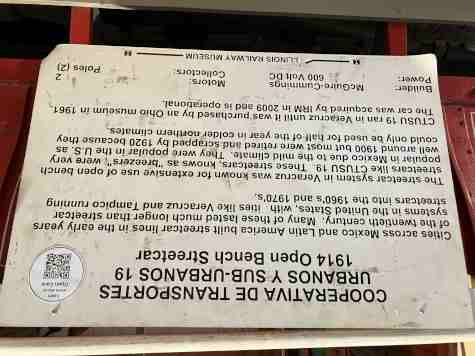 COOPERATIVA DE TRANSPORTES
URBANOS Y SUB-URBANOS 19
1914 Open Bench Streetcar
Cities across Mexico and Latin America built streetcar lines in the early years
of the twentieth century. Many of these lasted much longer than streetcar
systems in the United States, with cities like Veracruz and Tampico running
streetcars into the 1960's and 1970's.
The streetcar system in Veracruz was known for extensive use of open bench
streetcars like CTUSU 19. These streetcars, known as "breezers", were very
popular in Mexico due to the mild climate. They were popular in the U.S. as
well around 1900 but most were retired and scrapped by 1920 because they
could only be used for half of the year in colder northern climates.
CTUSU 19 ran in Veracruz until it was purchased by an Ohio museum in 1961.
The car was acquired by IRM in 2009 and is operational.
Builder: McGuire-Cummings Motors: 2
Power: 600 Volt DC Collectors: Poles (2)
ILLINOIS RAILWAY MUSEUM
Open Cars